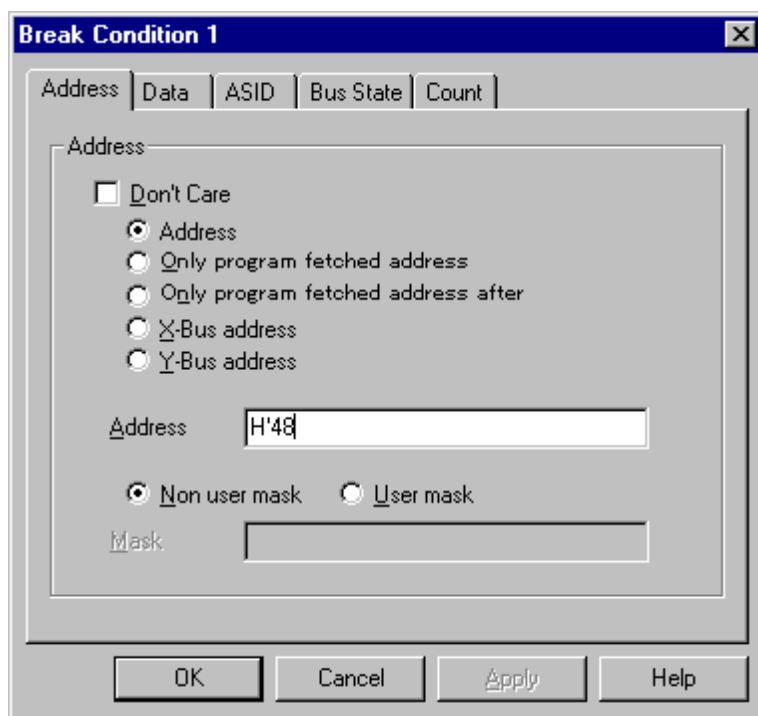 Break Condition 1
Address Data ASID Bus State Count
Address
Don't Care
Address
Only program fetched address
Only program fetched address after
X-Bus address
Y-Bus address
Address H'48
Non user mask User mask
Mask
OK Cancel Apply Help